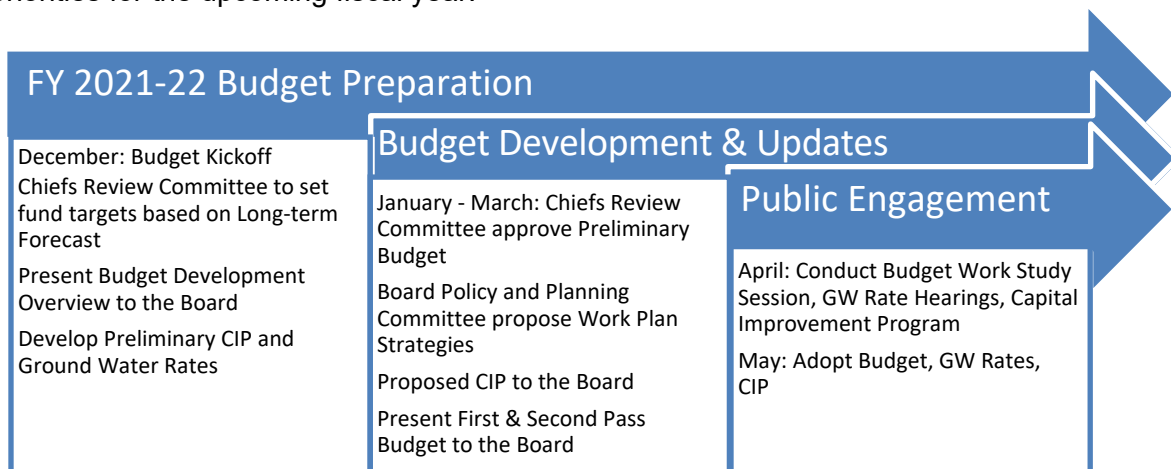 FY 2021-22 Budget Preparation
December: Budget Kickoff
Chiefs Review Committee to set
fund targets based on Long-term
Forecast
Present Budget Development
Overview to the Board
Develop Preliminary CIP and
Ground Water Rates
Budget Development & Updates
January - March: Chiefs Review
Committee approve Preliminary
Budget
Board Policy and Planning
Committee propose Work Plan
Strategies
Proposed CIP to the Board
Present First & Second Pass
Budget to the Board
Public Engagement
April: Conduct Budget Work Study
Session, GW Rate Hearings, Capital
Improvement Program
May: Adopt Budget, GW Rates,
CIP